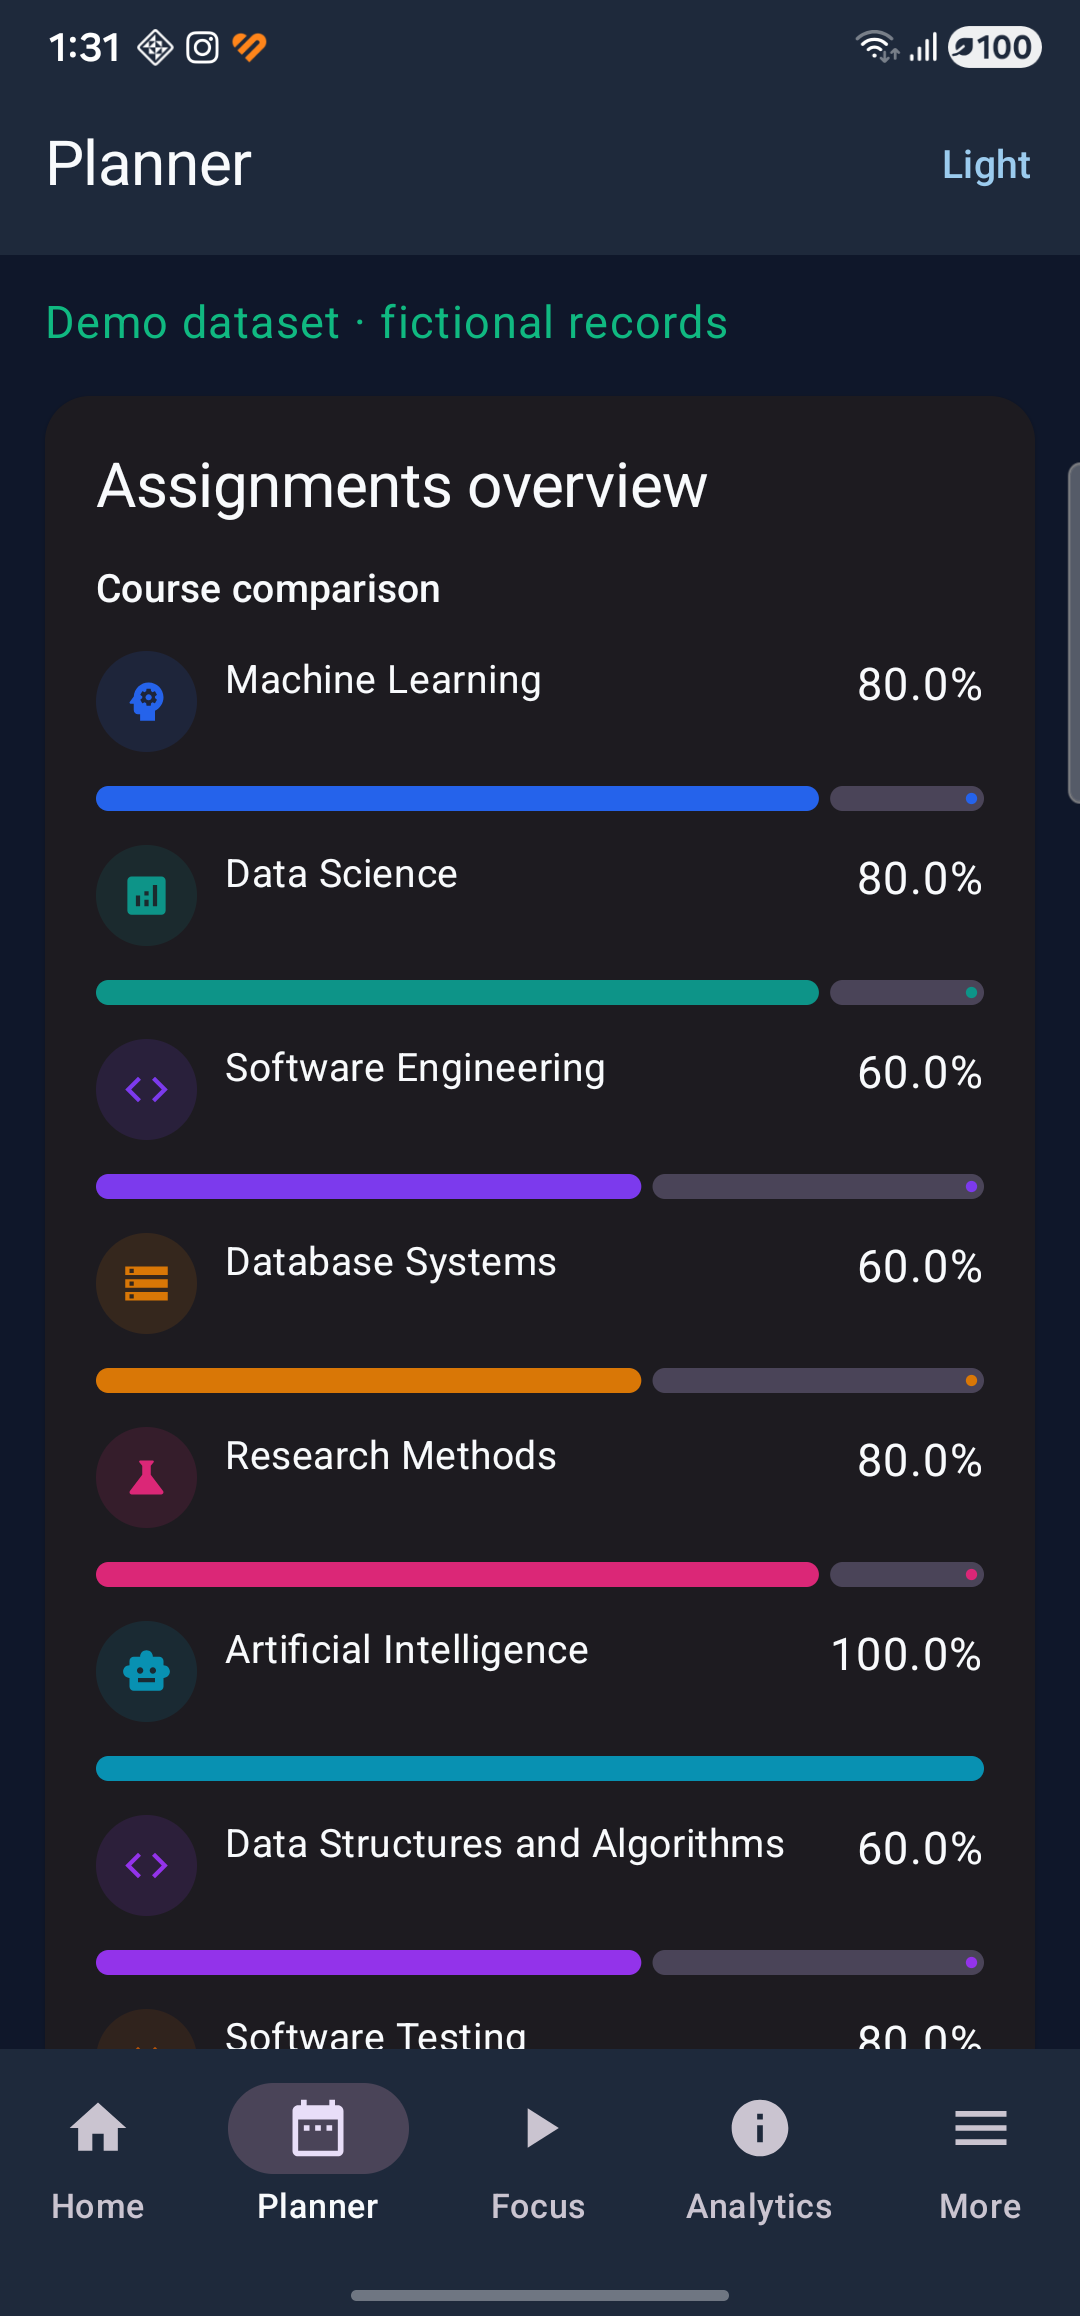 1:31
100
Planner
Light
Demo dataset · fictional records
Assignments overview
Course comparison
Machine Learning 80.0%
Data Science 80.0%
Software Engineering 60.0%
Database Systems 60.0%
Research Methods 80.0%
Artificial Intelligence 100.0%
Data Structures and Algorithms 60.0%
Software Testing 80.0%
Home Planner Focus Analytics More